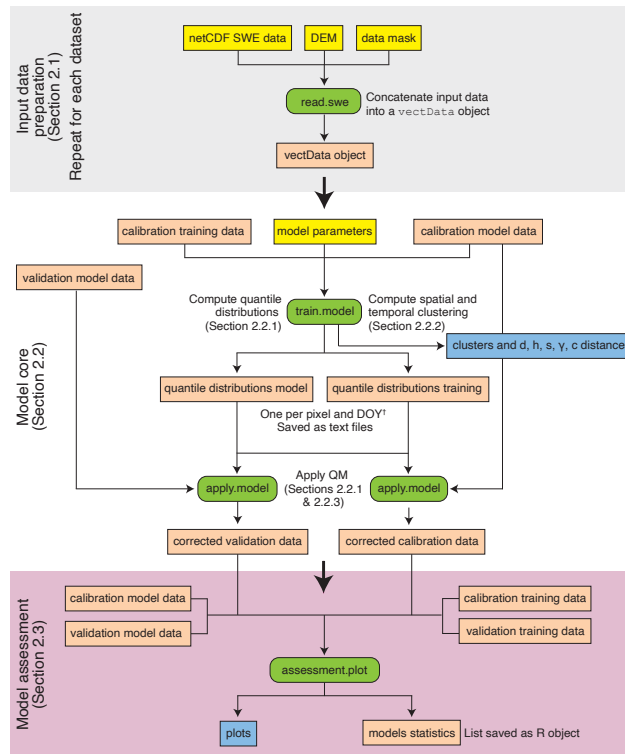 Input data
preparation
(Section 2.1)
Repeat for each dataset
netCDF SWE data
DEM
data mask
read.swe
Concatenate input data
into a vectData object
vectData object
Model core
(Section 2.2)
calibration training data
model parameters
calibration model data
validation model data
Compute quantile
distributions
(Section 2.2.1)
train.model
Compute spatial and
temporal clustering
(Section 2.2.2)
clusters and d, h, s, γ, c distance
quantile distributions model
quantile distributions training
One per pixel and DOY†
Saved as text files
apply.model
Apply QM
(Sections 2.2.1
& 2.2.3)
apply.model
corrected validation data
corrected calibration data
Model assessment
(Section 2.3)
calibration model data
calibration training data
validation model data
validation training data
assessment.plot
plots
models statistics
List saved as R object